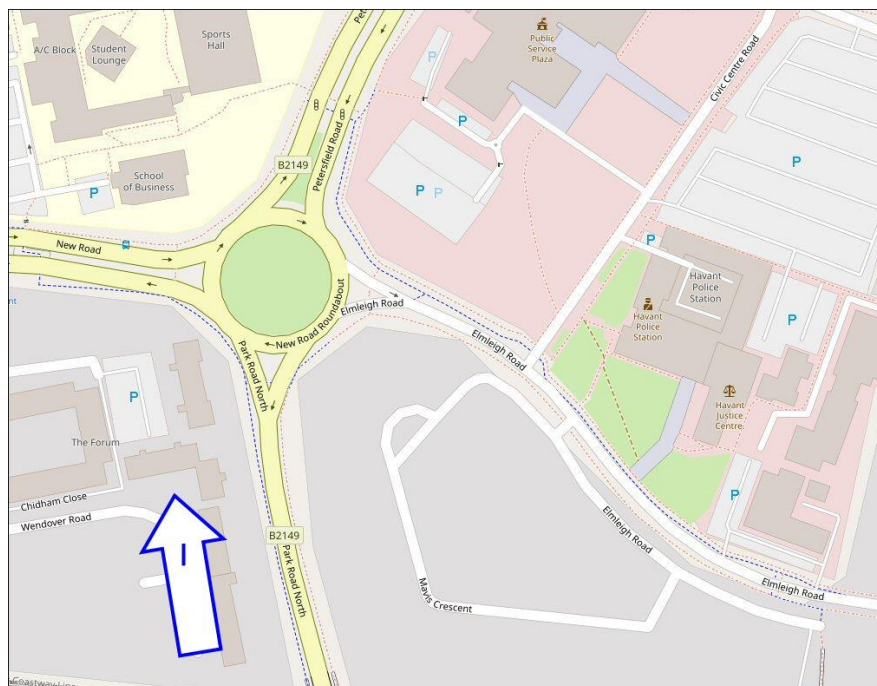 A/C Block
Student
Lounge
Sports
Hall
P
Public
Service
Plaza
Civic Centre Road
P
P
B2149
Petersfield Road
School
of Business
P
P P
New Road
P
Havant
Police
Station
Elmleigh Road
New Road Roundabout
Havant
Police
Station
P
Elmleigh Road
Park Road North
P
Havant
Justice
Centre
The Forum
Chidham Close
Wendover Road
P
I
B2149
Park Road North
Elmleigh Road
Mavis Crescent
Elmleigh Road